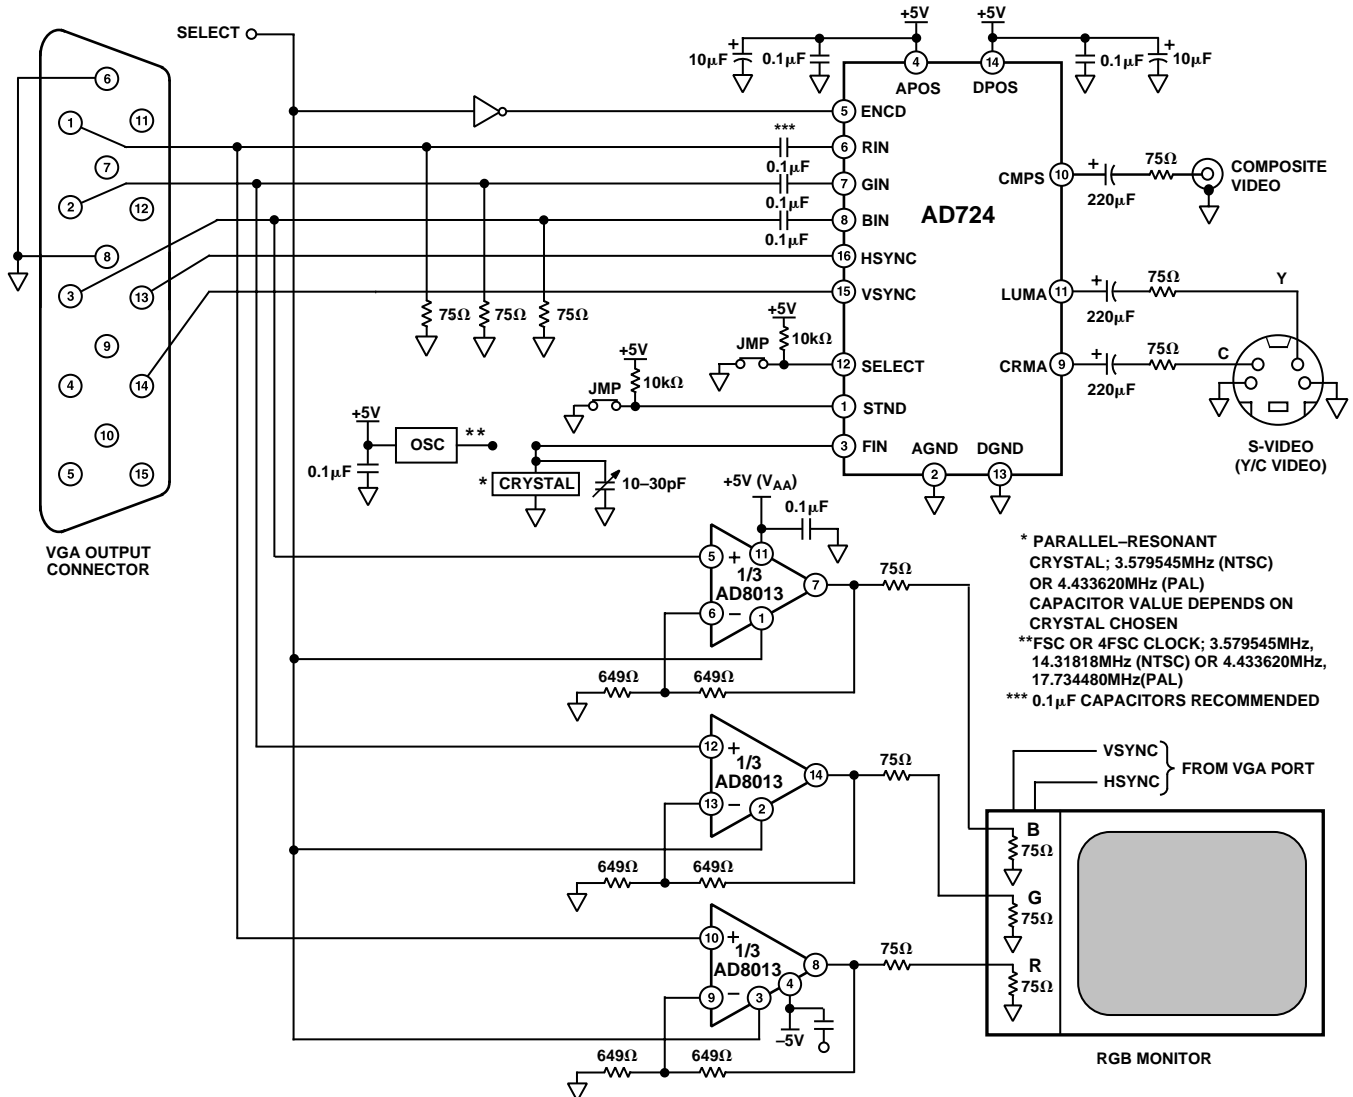 SELECT
+5V
+5V
10µF
+
0.1µF
4
APOS
14
DPOS
0.1µF
+
10µF
6
1
11
7
2
12
8
3
13
9
4
14
10
5
15
VGA OUTPUT
CONNECTOR
5
ENCD
***
0.1µF
6
RIN
0.1µF
7
GIN
0.1µF
8
BIN
16
HSYNC
15
VSYNC
75Ω
75Ω
75Ω
+5V
10kΩ
JMP
12
SELECT
+5V
10kΩ
JMP
1
STND
3
FIN
AD724
CMPS
10
+
220µF
75Ω
COMPOSITE
VIDEO
LUMA
11
+
220µF
75Ω
Y
CRMA
9
+
220µF
75Ω
C
S-VIDEO
(Y/C VIDEO)
AGND
2
DGND
13
+5V
0.1µF
OSC
**
*
CRYSTAL
10–30pF
+5V (VAA)
0.1µF
5
+
11
1/3
AD8013
7
6
–
1
75Ω
649Ω
649Ω
12
+
1/3
AD8013
14
13
–
2
75Ω
649Ω
649Ω
10
+
1/3
AD8013
8
9
–
3
4
–5V
75Ω
649Ω
649Ω
* PARALLEL–RESONANT
CRYSTAL; 3.579545MHz (NTSC)
OR 4.433620MHz (PAL)
CAPACITOR VALUE DEPENDS ON
CRYSTAL CHOSEN
**FSC OR 4FSC CLOCK; 3.579545MHz,
14.31818MHz (NTSC) OR 4.433620MHz,
17.734480MHz(PAL)
*** 0.1µF CAPACITORS RECOMMENDED
VSYNC
HSYNC
FROM VGA PORT
B
75Ω
G
75Ω
R
75Ω
RGB MONITOR